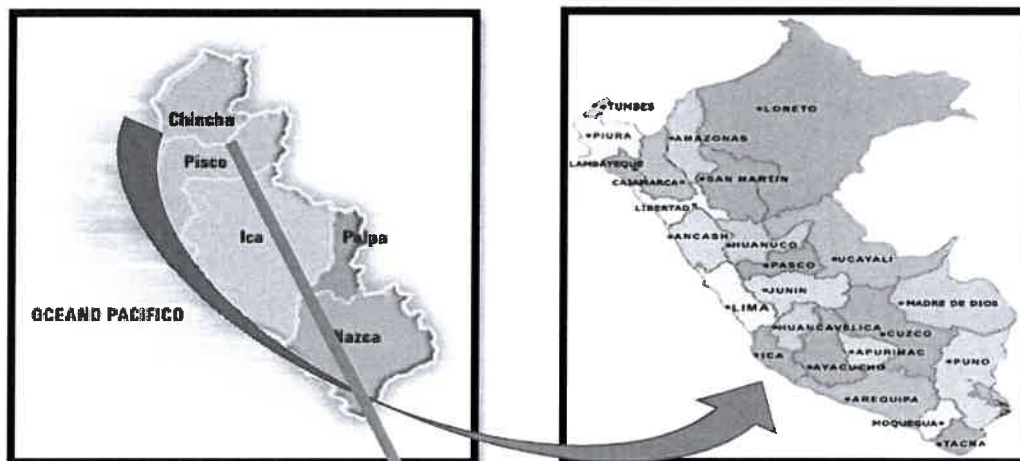 Chincha
Pisco
Ica
Palpa
Nazca
OCEANO PACIFICO
TUMBES
PIURA
LORETO
AMAZONAS
LAMBAYEQUE
CAJAMARCA
SAN MARTIN
LIBERTAD
ANCASH
HUANUCO
PASCO
UCAYALI
JUNIN
LIMA
MADRE DE DIOS
HUANCAVELICA
CUZCO
ICA
APURIMAC
PUNO
AYACUCHO
AREQUIPA
MOQUEGUA
TACNA